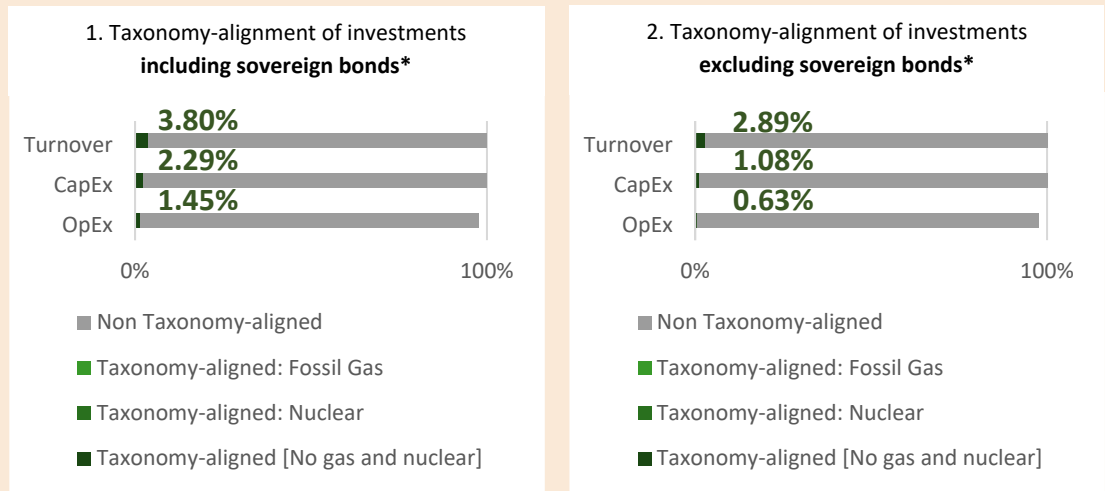 1. Taxonomy-alignment of investments
including sovereign bonds*
3.80%
Turnover
2.29%
CapEx
1.45%
OpEx
0%
100%
Non Taxonomy-aligned
Taxonomy-aligned: Fossil Gas
Taxonomy-aligned: Nuclear
Taxonomy-aligned [No gas and nuclear]
2. Taxonomy-alignment of investments
excluding sovereign bonds*
2.89%
Turnover
1.08%
CapEx
0.63%
OpEx
0%
100%
Non Taxonomy-aligned
Taxonomy-aligned: Fossil Gas
Taxonomy-aligned: Nuclear
Taxonomy-aligned [No gas and nuclear]